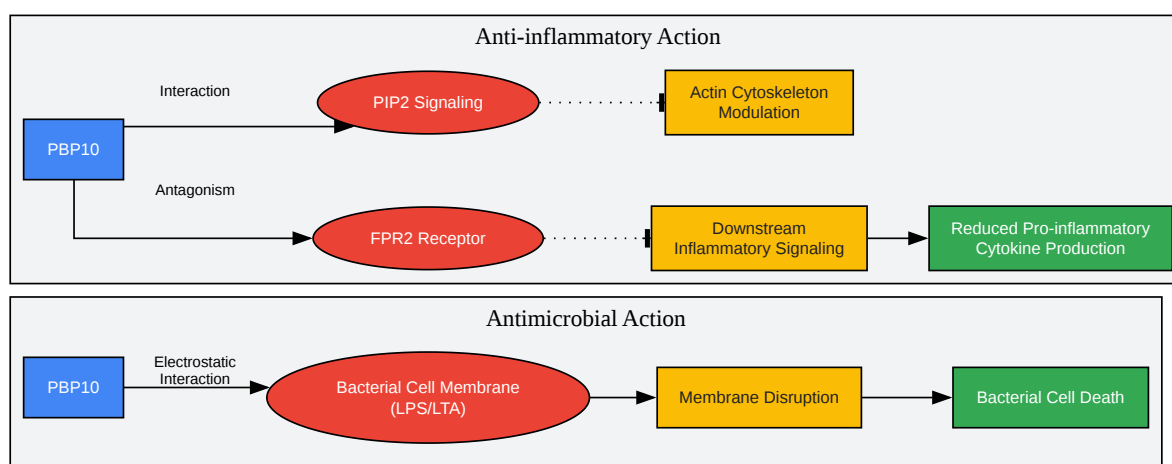 Anti-inflammatory Action
Interaction
PIP2 Signaling
Actin Cytoskeleton
Modulation
PBP10
Antagonism
FPR2 Receptor
Downstream
Inflammatory Signaling
Reduced Pro-inflammatory
Cytokine Production
Antimicrobial Action
PBP10
Electrostatic
Interaction
Bacterial Cell Membrane
(LPS/LTA)
Membrane Disruption
Bacterial Cell Death